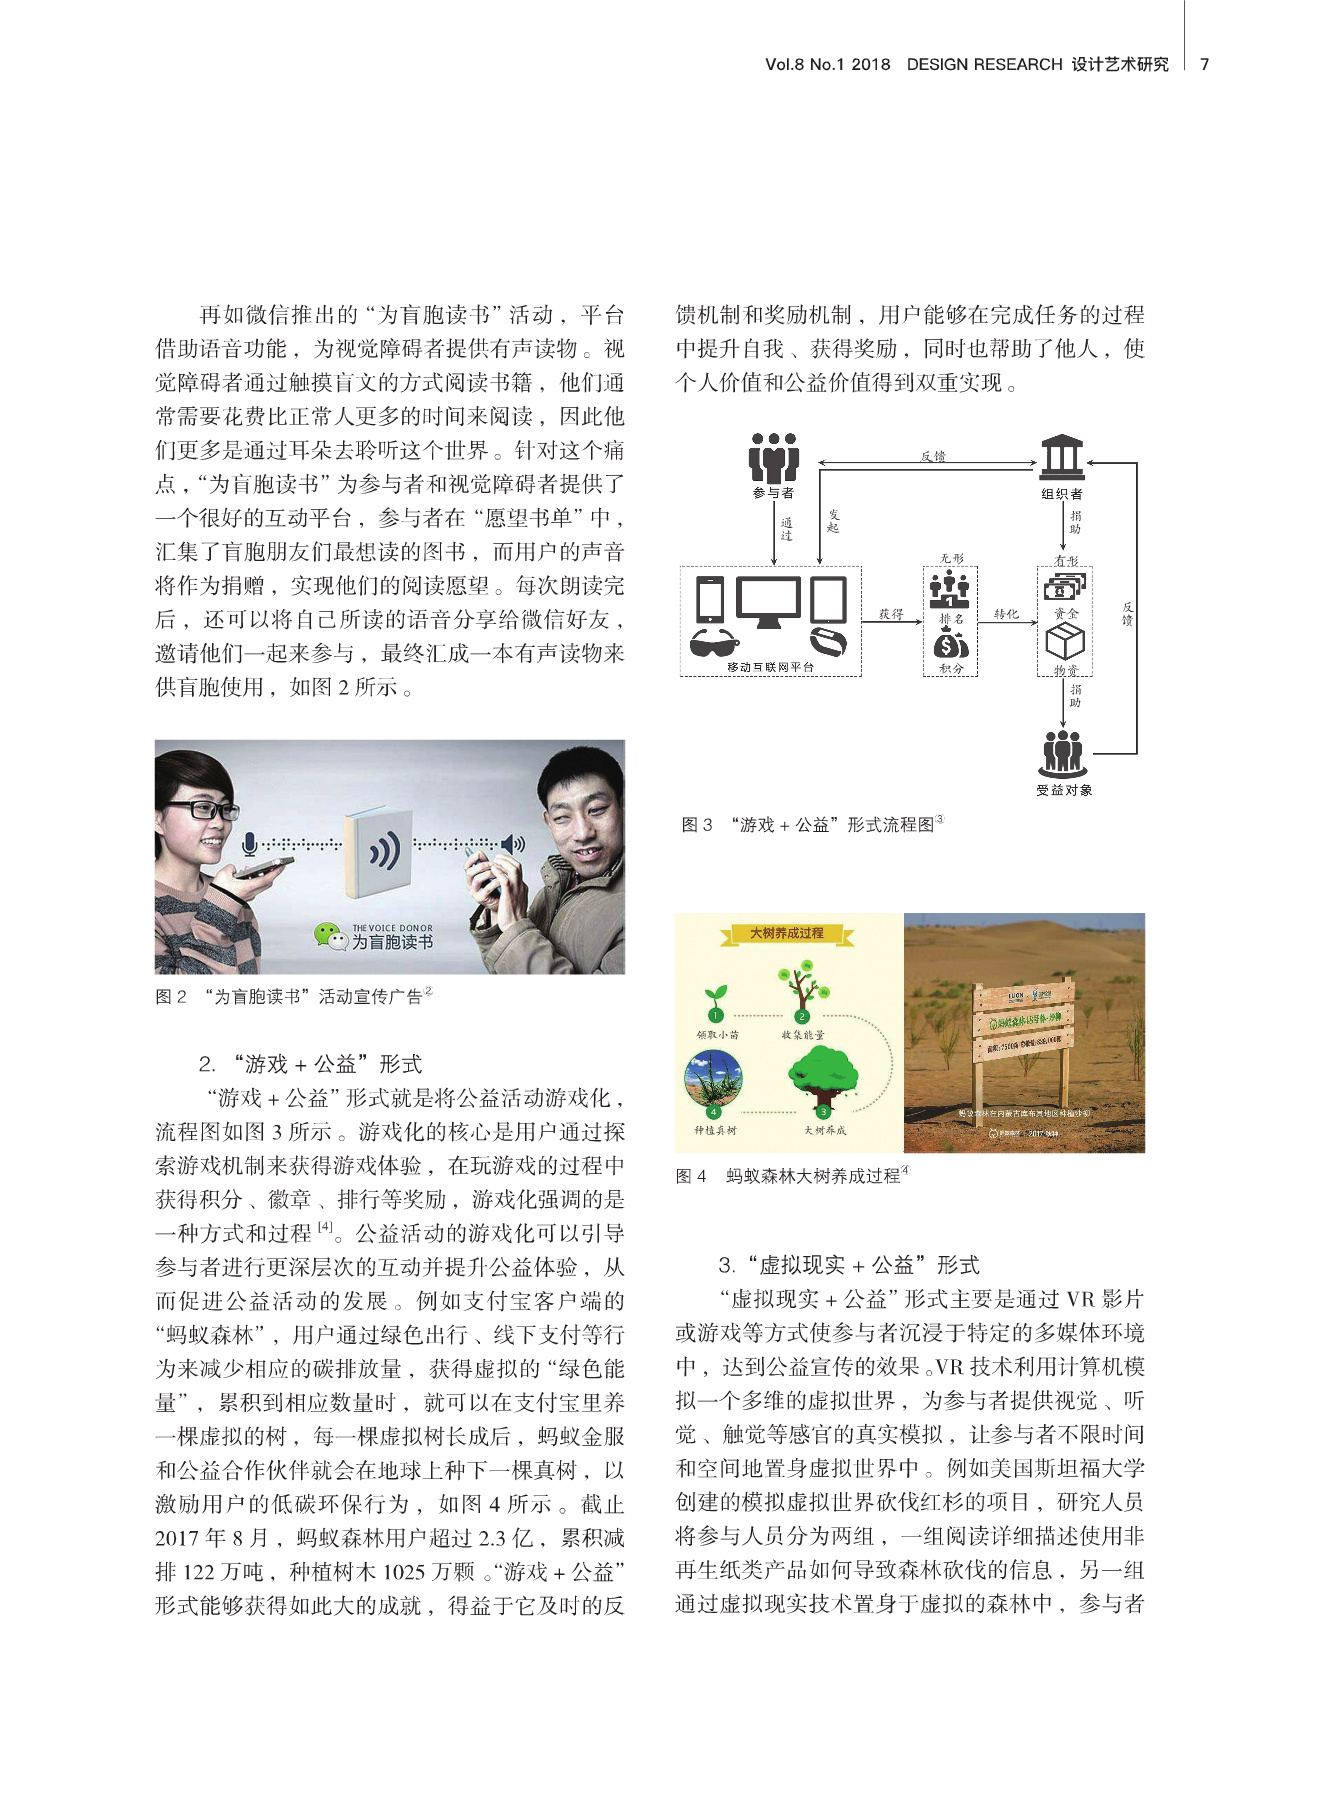 Vol.8 No.1 2018 DESIGN RESEARCH 设计艺术研究 7
再如微信推出的“为盲胞读书”活动，平台
借助语音功能，为视觉障碍者提供有声读物。视
觉障碍者通过触摸盲文的方式阅读书籍，他们通
常需要花费比正常人更多的时间来阅读，因此他
们更多是通过耳朵去聆听这个世界。针对这个痛
点，“为盲胞读书”为参与者和视觉障碍者提供了
一个很好的互动平台，参与者在“愿望书单”中，
汇集了盲胞朋友们最想读的图书，而用户的声音
将作为捐赠，实现他们的阅读愿望。每次朗读完
后，还可以将自己所读的语音分享给微信好友，
邀请他们一起来参与，最终汇成一本有声读物来
供盲胞使用，如图 2 所示。
THE VOICE DONOR
为盲胞读书
图 2 “为盲胞读书”活动宣传广告②
2. “游戏 + 公益”形式
“游戏 + 公益”形式就是将公益活动游戏化，
流程图如图 3 所示。游戏化的核心是用户通过探
索游戏机制来获得游戏体验，在玩游戏的过程中
获得积分、徽章、排行等奖励，游戏化强调的是
一种方式和过程 [4]。公益活动的游戏化可以引导
参与者进行更深层次的互动并提升公益体验，从
而促进公益活动的发展。例如支付宝客户端的
“蚂蚁森林”，用户通过绿色出行、线下支付等行
为来减少相应的碳排放量，获得虚拟的“绿色能
量”，累积到相应数量时，就可以在支付宝里养
一棵虚拟的树，每一棵虚拟树长成后，蚂蚁金服
和公益合作伙伴就会在地球上种下一棵真树，以
激励用户的低碳环保行为，如图 4 所示。截止
2017 年 8 月，蚂蚁森林用户超过 2.3 亿，累积减
排 122 万吨，种植树木 1025 万颗。“游戏 + 公益”
形式能够获得如此大的成就，得益于它及时的反
馈机制和奖励机制，用户能够在完成任务的过程
中提升自我、获得奖励，同时也帮助了他人，使
个人价值和公益价值得到双重实现。
反馈
参与者
组织者
通过
发起
捐助
无形
有形
获得
1
排名
转化
资金
反馈
$
积分
物资
移动互联网平台
捐助
受益对象
图 3 “游戏 + 公益”形式流程图③
大树养成过程
1
2
领取小苗
收集能量
4
3
种植真树
大树养成
蚂蚁森林在内蒙古库布其地区种植沙柳
图 4 蚂蚁森林大树养成过程④
3. “虚拟现实 + 公益”形式
“虚拟现实 + 公益”形式主要是通过 VR 影片
或游戏等方式使参与者沉浸于特定的多媒体环境
中，达到公益宣传的效果。VR 技术利用计算机模
拟一个多维的虚拟世界，为参与者提供视觉、听
觉、触觉等感官的真实模拟，让参与者不限时间
和空间地置身虚拟世界中。例如美国斯坦福大学
创建的模拟虚拟世界砍伐红杉的项目，研究人员
将参与人员分为两组，一组阅读详细描述使用非
再生纸类产品如何导致森林砍伐的信息，另一组
通过虚拟现实技术置身于虚拟的森林中，参与者